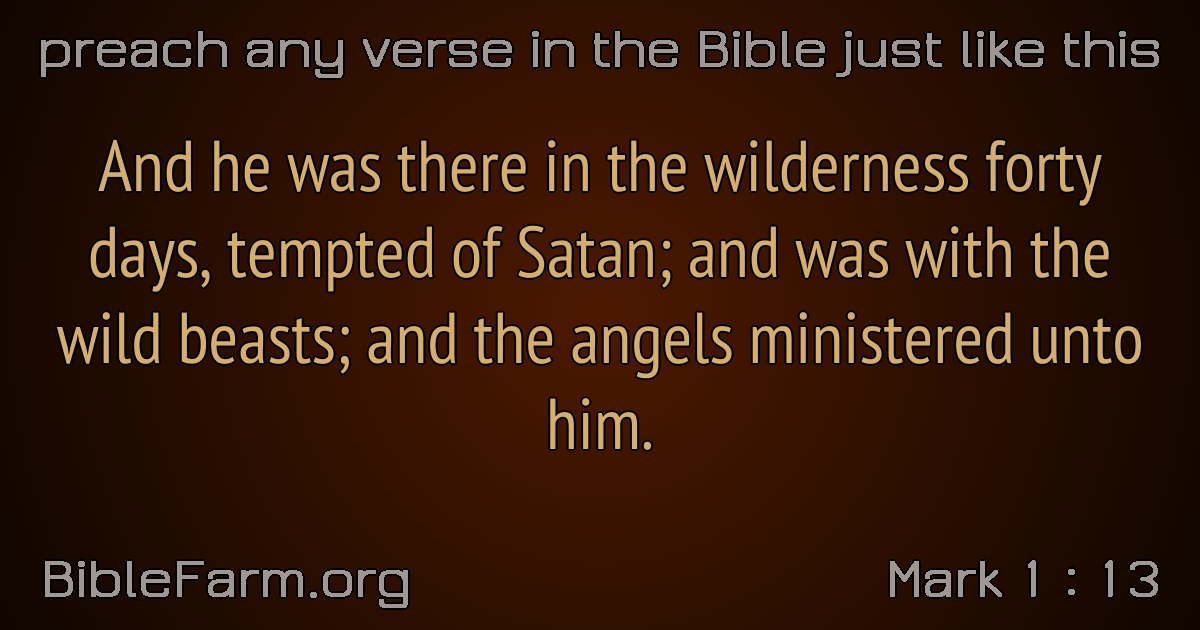 preach any verse in the Bible just like this
And he was there in the wilderness forty
days, tempted of Satan; and was with the
wild beasts; and the angels ministered unto
him.
BibleFarm.org
Mark 1 : 13